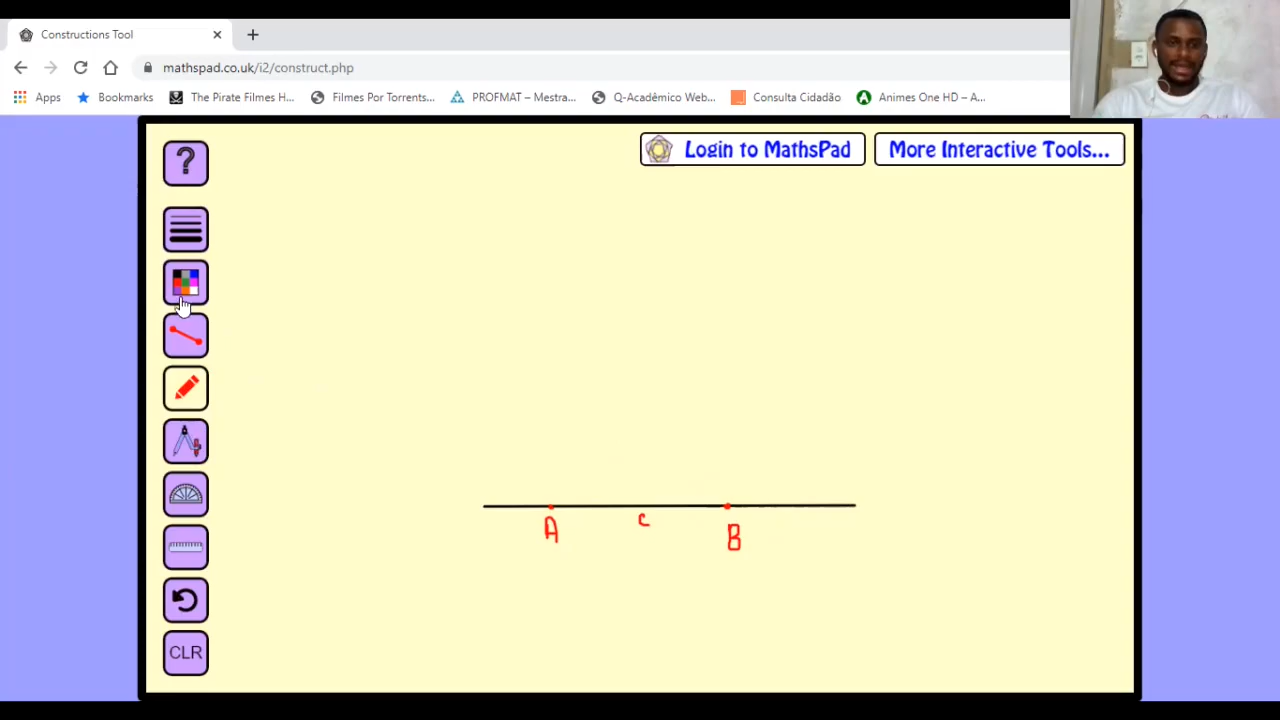 Constructions Tool
mathspad.co.uk/i2/construct.php
Apps Bookmarks The Pirate Filmes H... Filmes Por Torrents... PROFMAT – Mestra... Q-Acadêmico Web... Consulta Cidadão Animes One HD – A...
? Login to MathsPad More Interactive Tools...
A c B
CLR